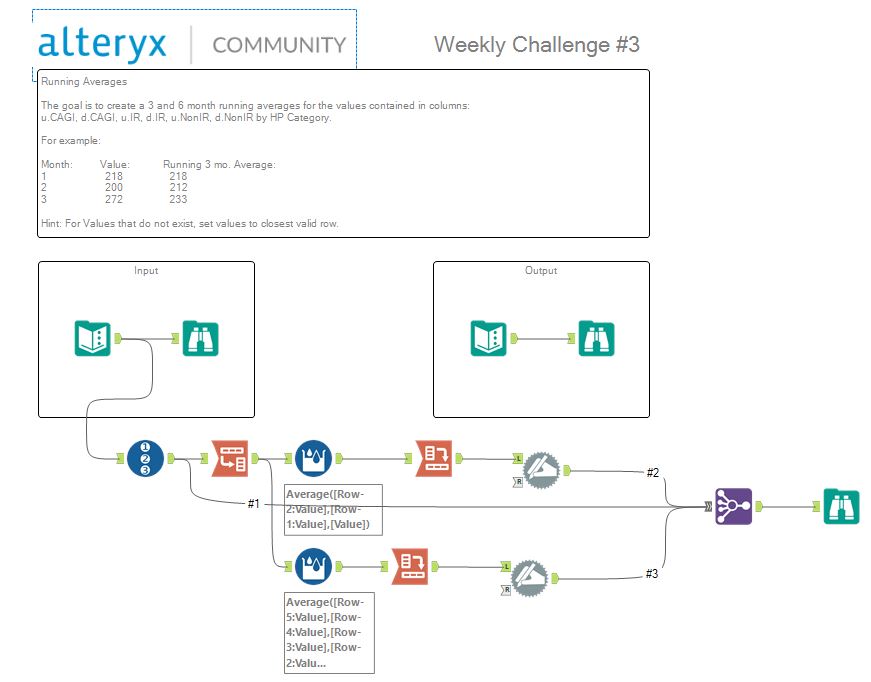 alteryx COMMUNITY
Weekly Challenge #3
Running Averages
The goal is to create a 3 and 6 month running averages for the values contained in columns:
u.CAGI, d.CAGI, u.IR, d.IR, u.NonIR, d.NonIR by HP Category.
For example:
Month: Value: Running 3 mo. Average:
1 218 218
2 200 212
3 272 233
Hint: For Values that do not exist, set values to closest valid row.
Input
Output
1
2
3
L
R
#2
#1
Average([Row-
2:Value],[Row-
1:Value],[Value])
L
R
#3
Average([Row-
5:Value],[Row-
4:Value],[Row-
3:Value],[Row-
2:Valu...